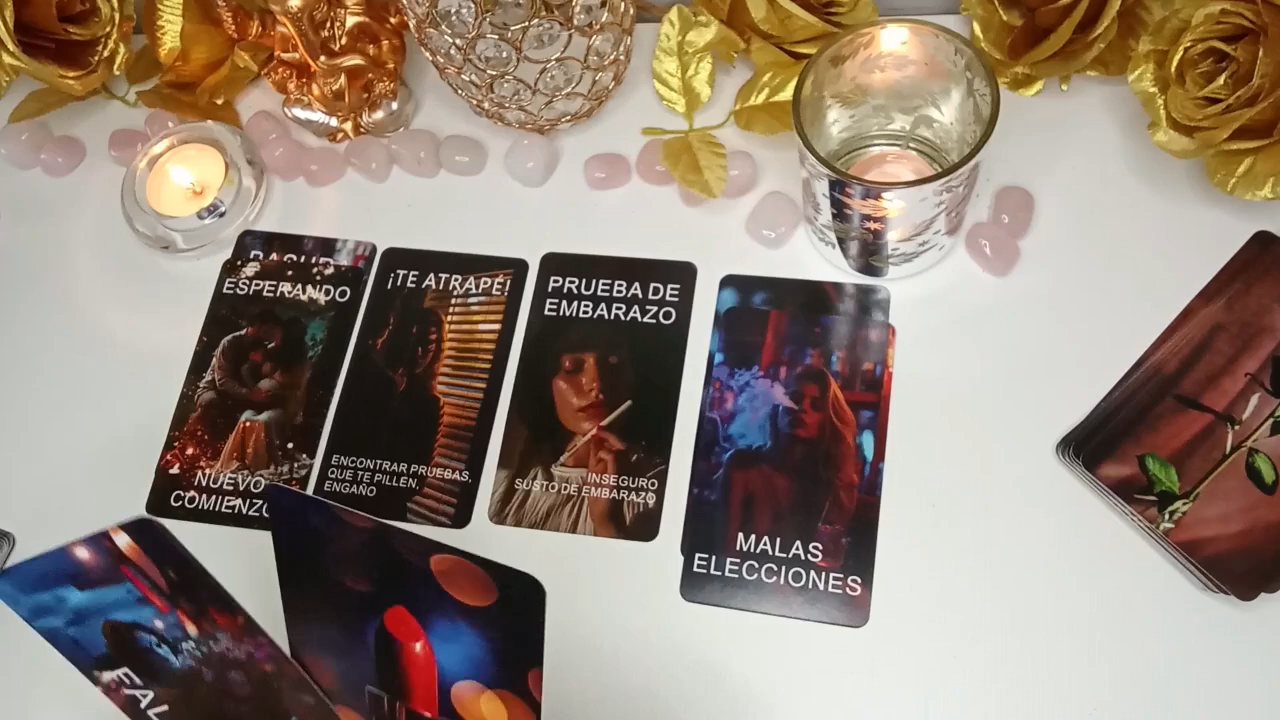 ESPERANDO
NUEVO
COMIENZO
¡TE ATRAPÉ!
ENCONTRAR PRUEBAS,
QUE TE PILLEN,
ENGAÑO
PRUEBA DE
EMBARAZO
INSEGURO
SUSTO DE EMBARAZO
MALAS
ELECCIONES